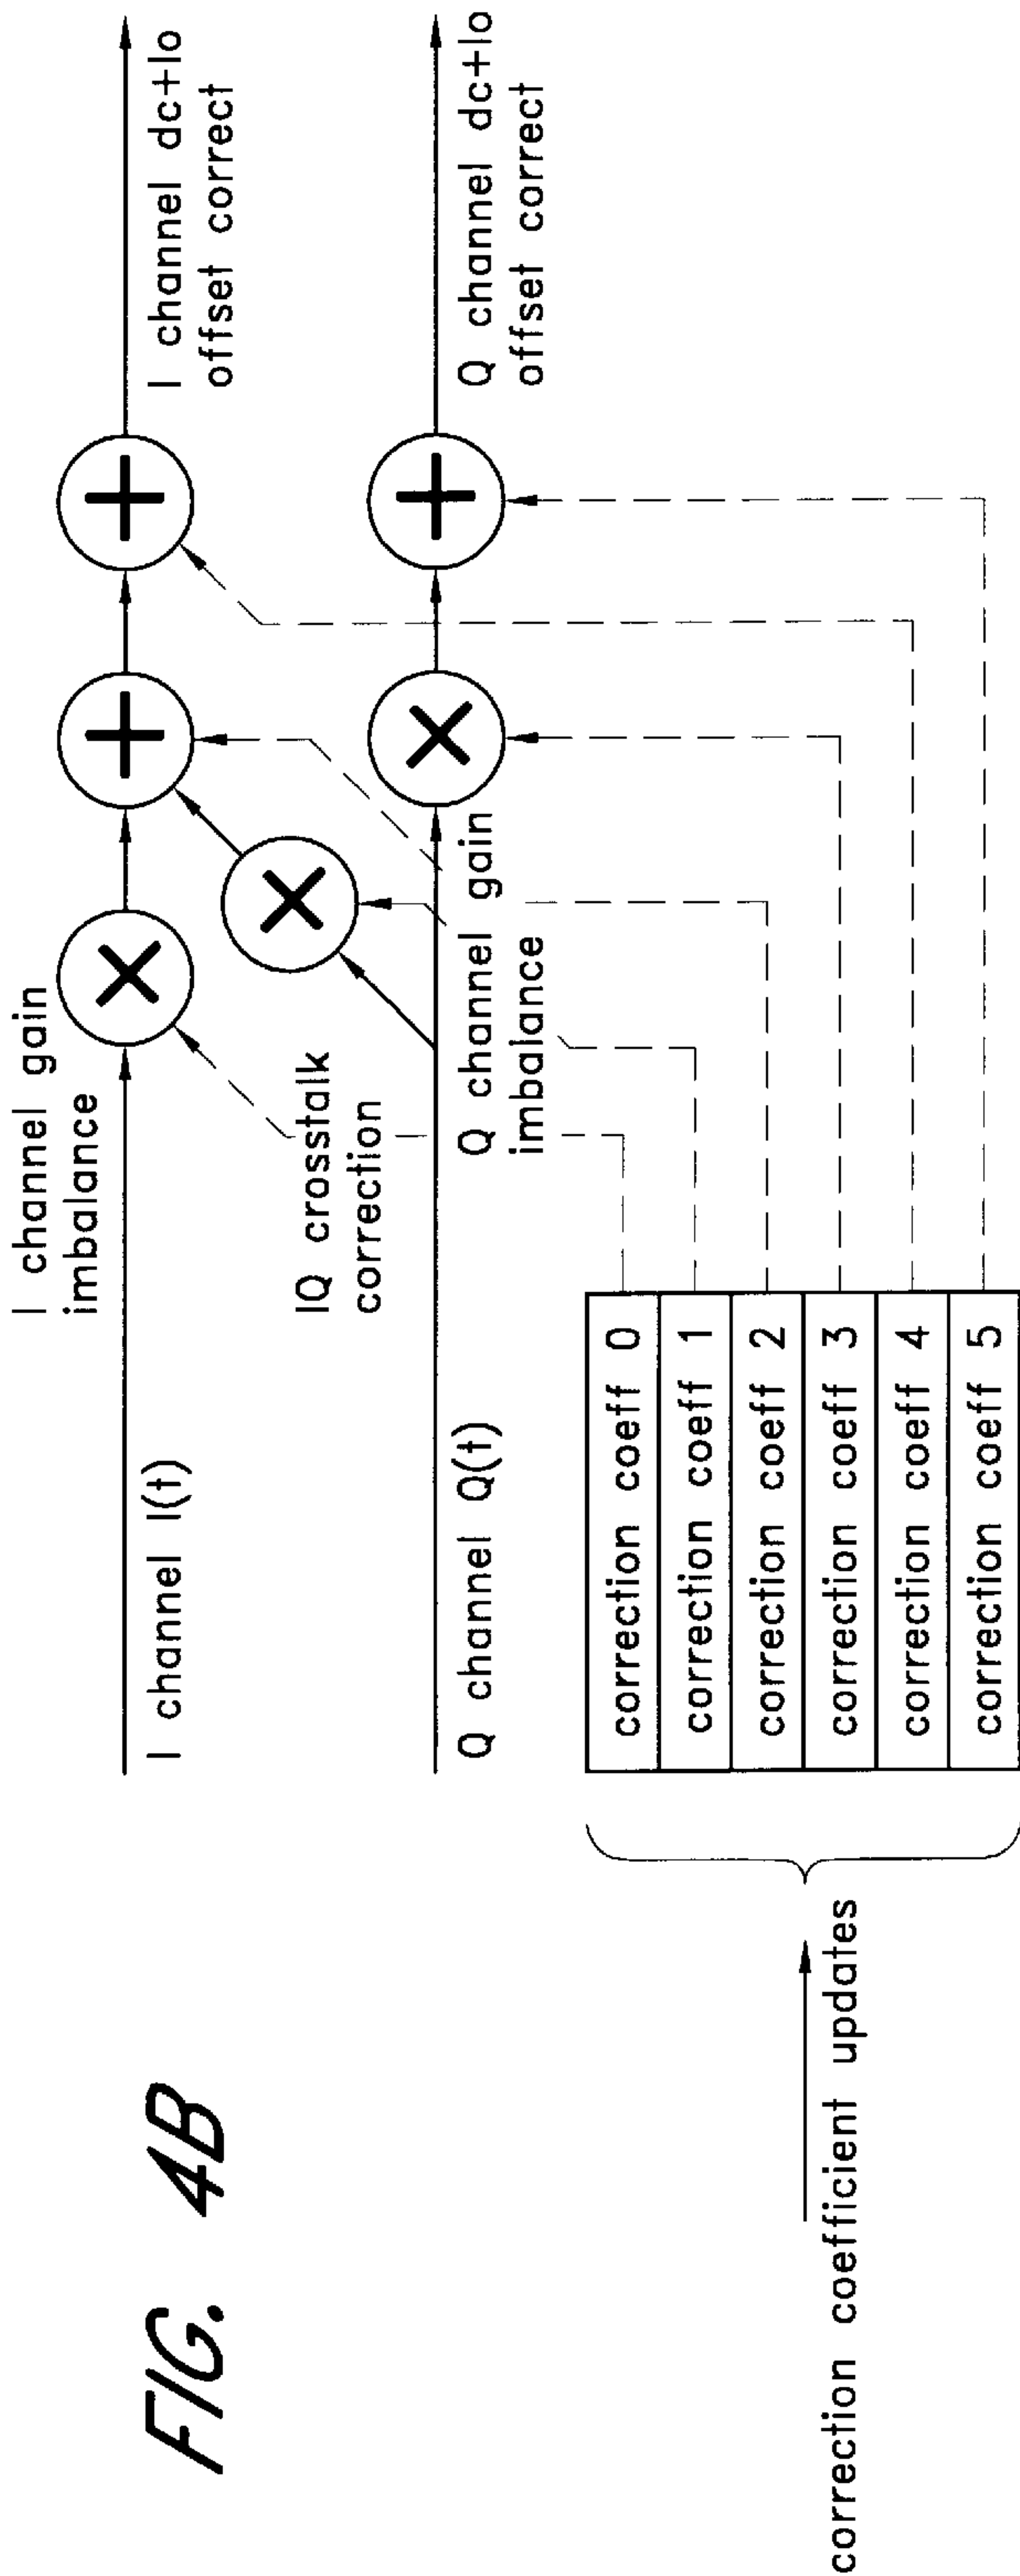 FIG. 4B
I channel I(t)
I channel gain
imbalance
I channel dc+lo
offset correct
IQ crosstalk
correction
Q channel Q(t)
Q channel gain
imbalance
Q channel dc+lo
offset correct
correction coefficient updates
correction coeff 0
correction coeff 1
correction coeff 2
correction coeff 3
correction coeff 4
correction coeff 5